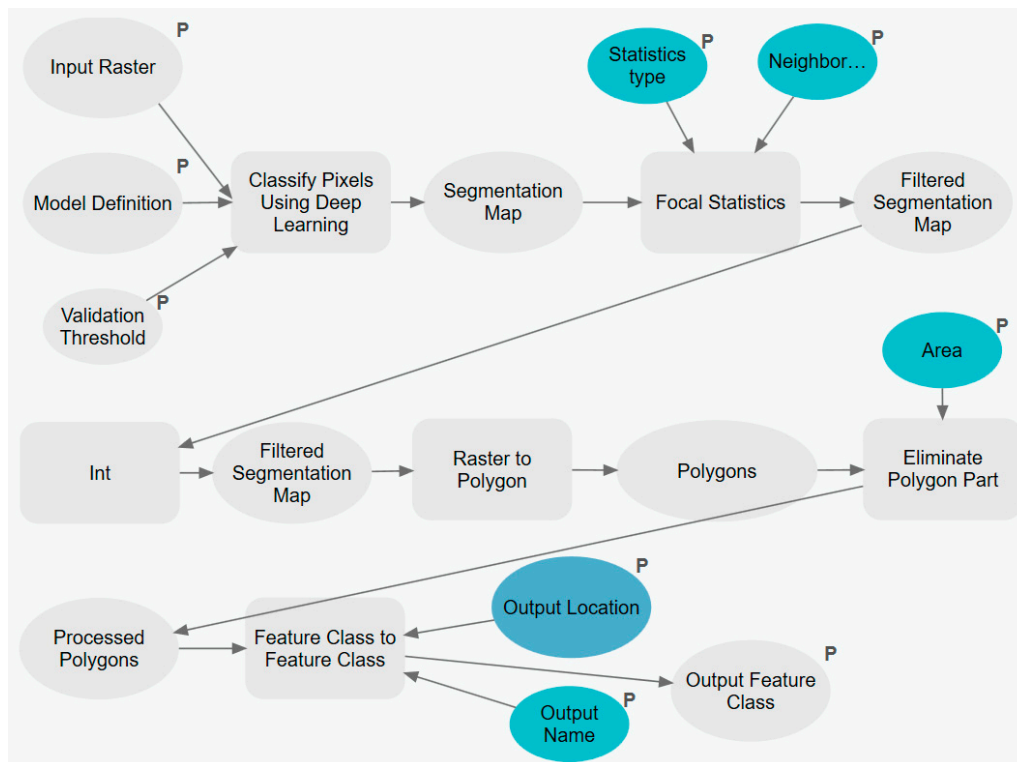 P
Input Raster
P
Model Definition
P
Validation
Threshold
Classify Pixels
Using Deep
Learning
Segmentation
Map
P
Statistics
type
P
Neighbor...
Focal Statistics
Filtered
Segmentation
Map
P
Area
Int
Filtered
Segmentation
Map
Raster to
Polygon
Polygons
Eliminate
Polygon Part
Processed
Polygons
Feature Class to
Feature Class
P
Output Location
P
Output
Name
P
Output Feature
Class